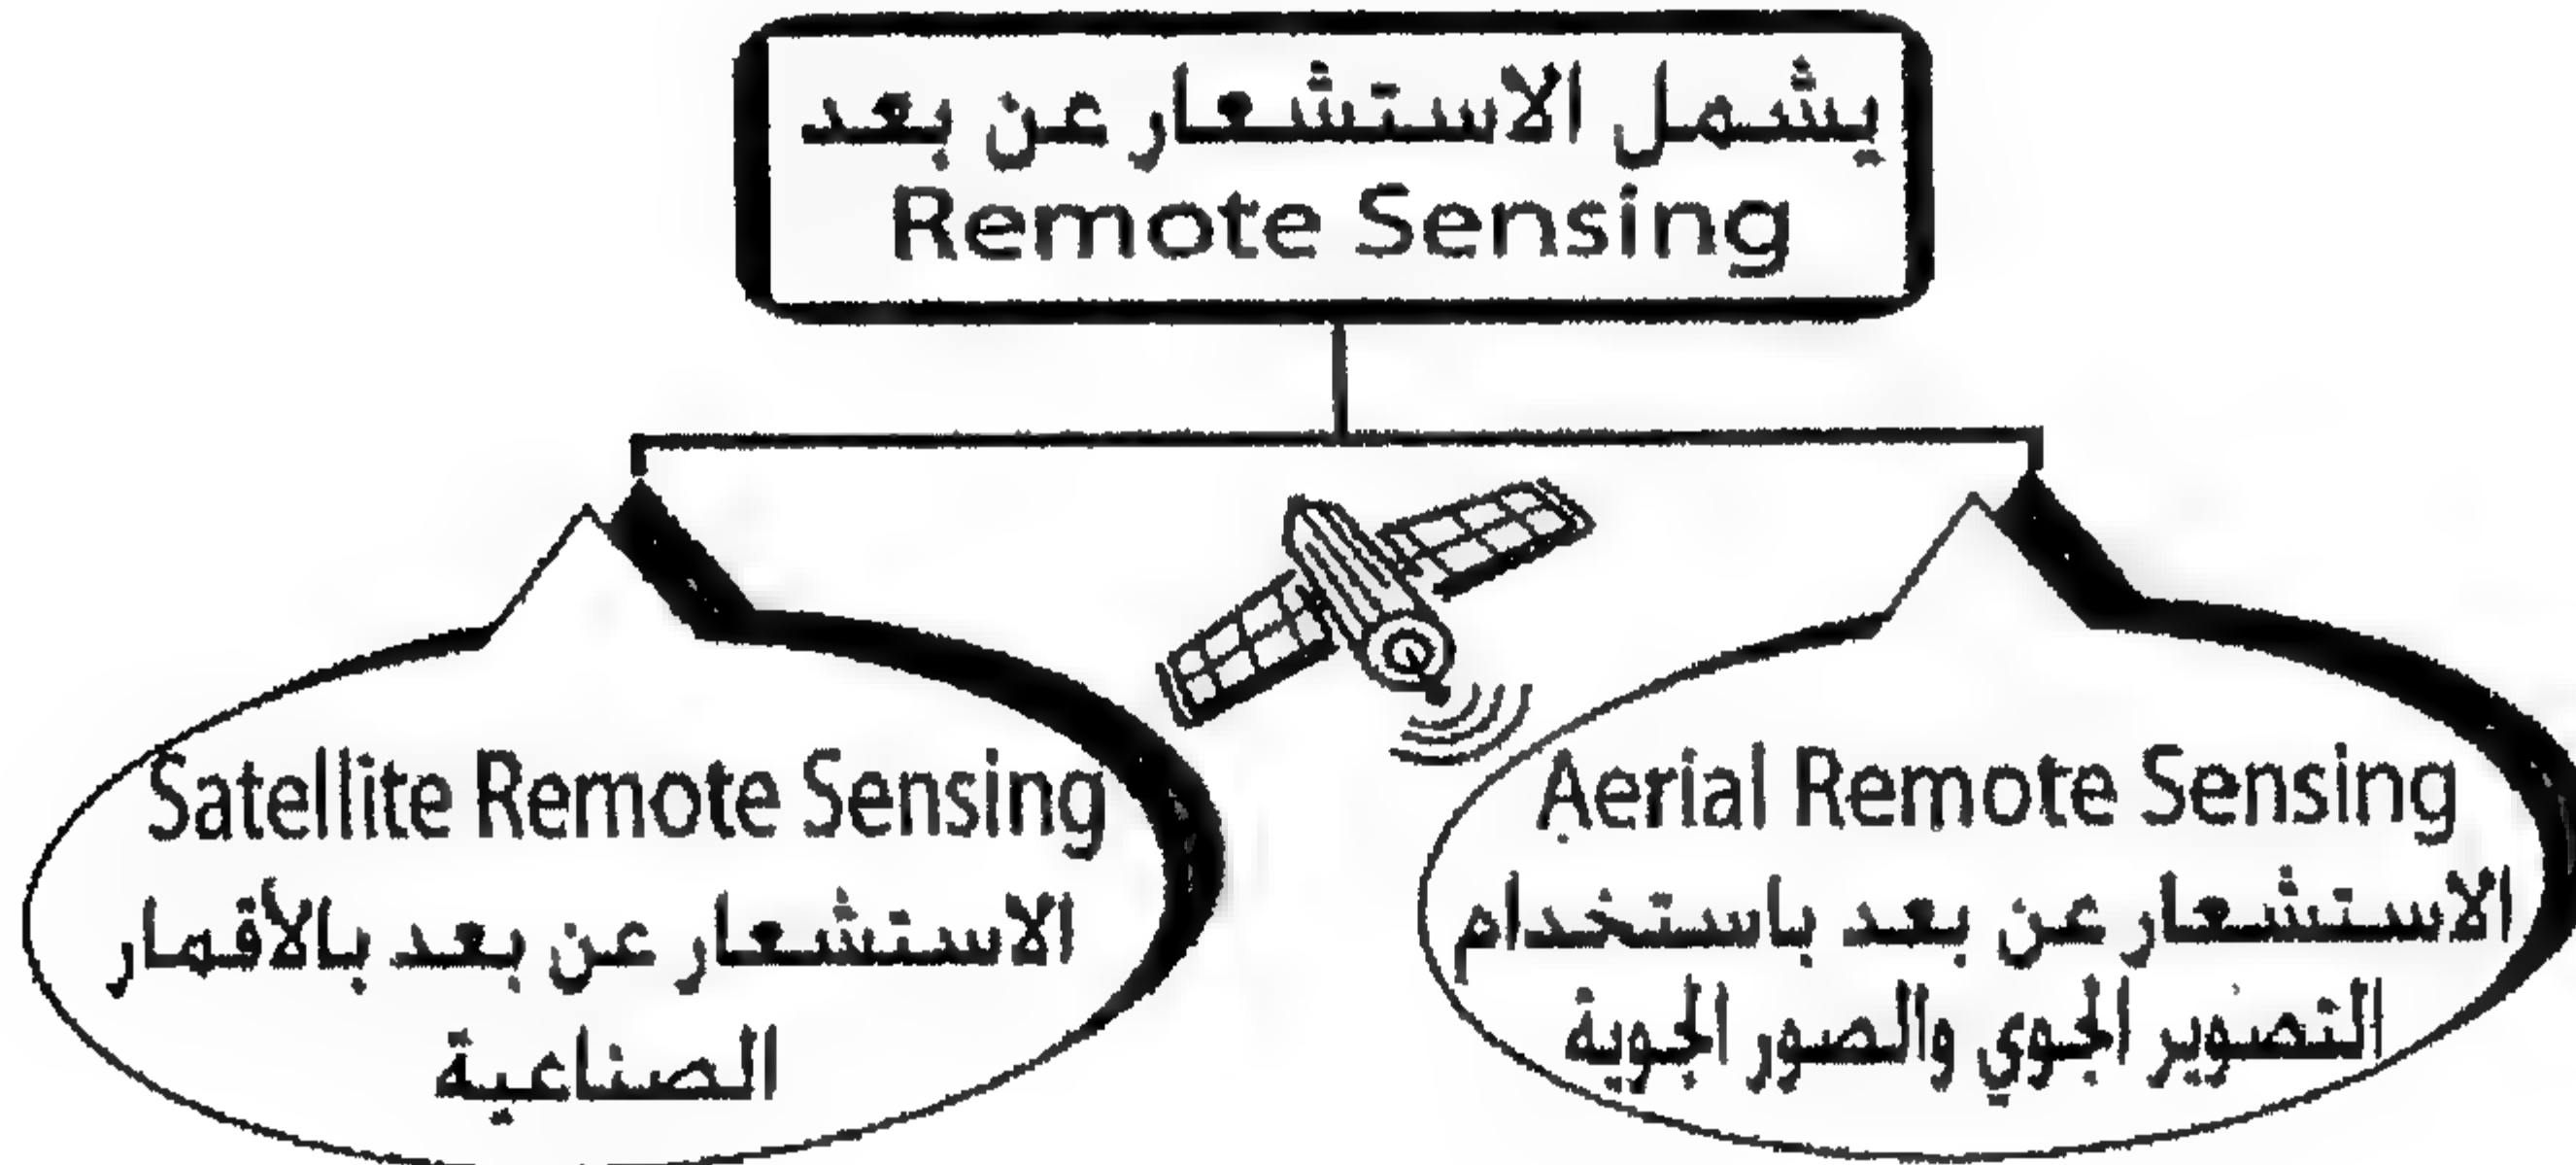 يشمل الاستشعار عن بعد
Remote Sensing
Aerial Remote Sensing
الاستشعار عن بعد باستخدام
التصوير الجوي والصور الجوية
Satellite Remote Sensing
الاستشعار عن بعد بالأقمار
الصناعية